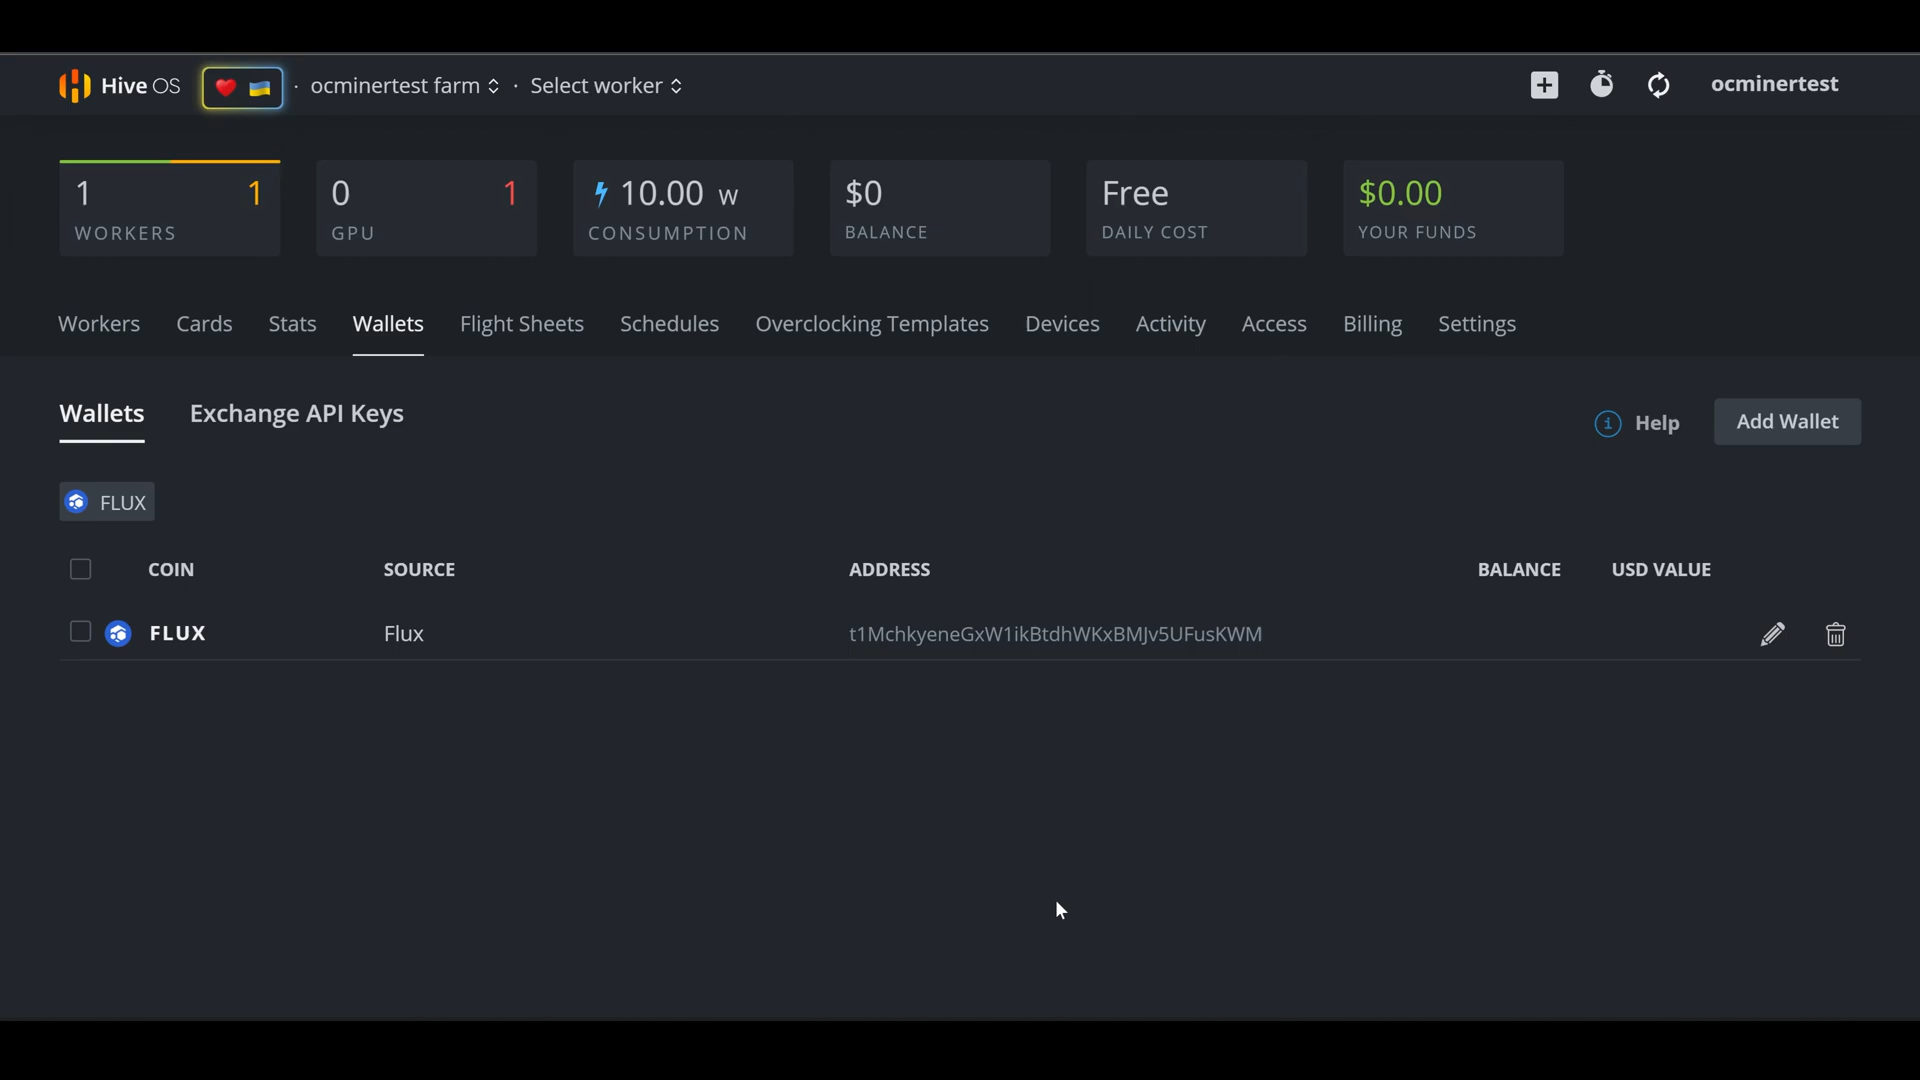 Hive OS · ocminertest farm · Select worker ocminertest
1 1 0 1 10.00 w $0 Free $0.00
WORKERS GPU CONSUMPTION BALANCE DAILY COST YOUR FUNDS
Workers Cards Stats Wallets Flight Sheets Schedules Overclocking Templates Devices Activity Access Billing Settings
Wallets Exchange API Keys Help Add Wallet
FLUX
COIN SOURCE ADDRESS BALANCE USD VALUE
FLUX Flux t1MchkyeneGxW1ikBtdhWKxBMJv5UFusKWM